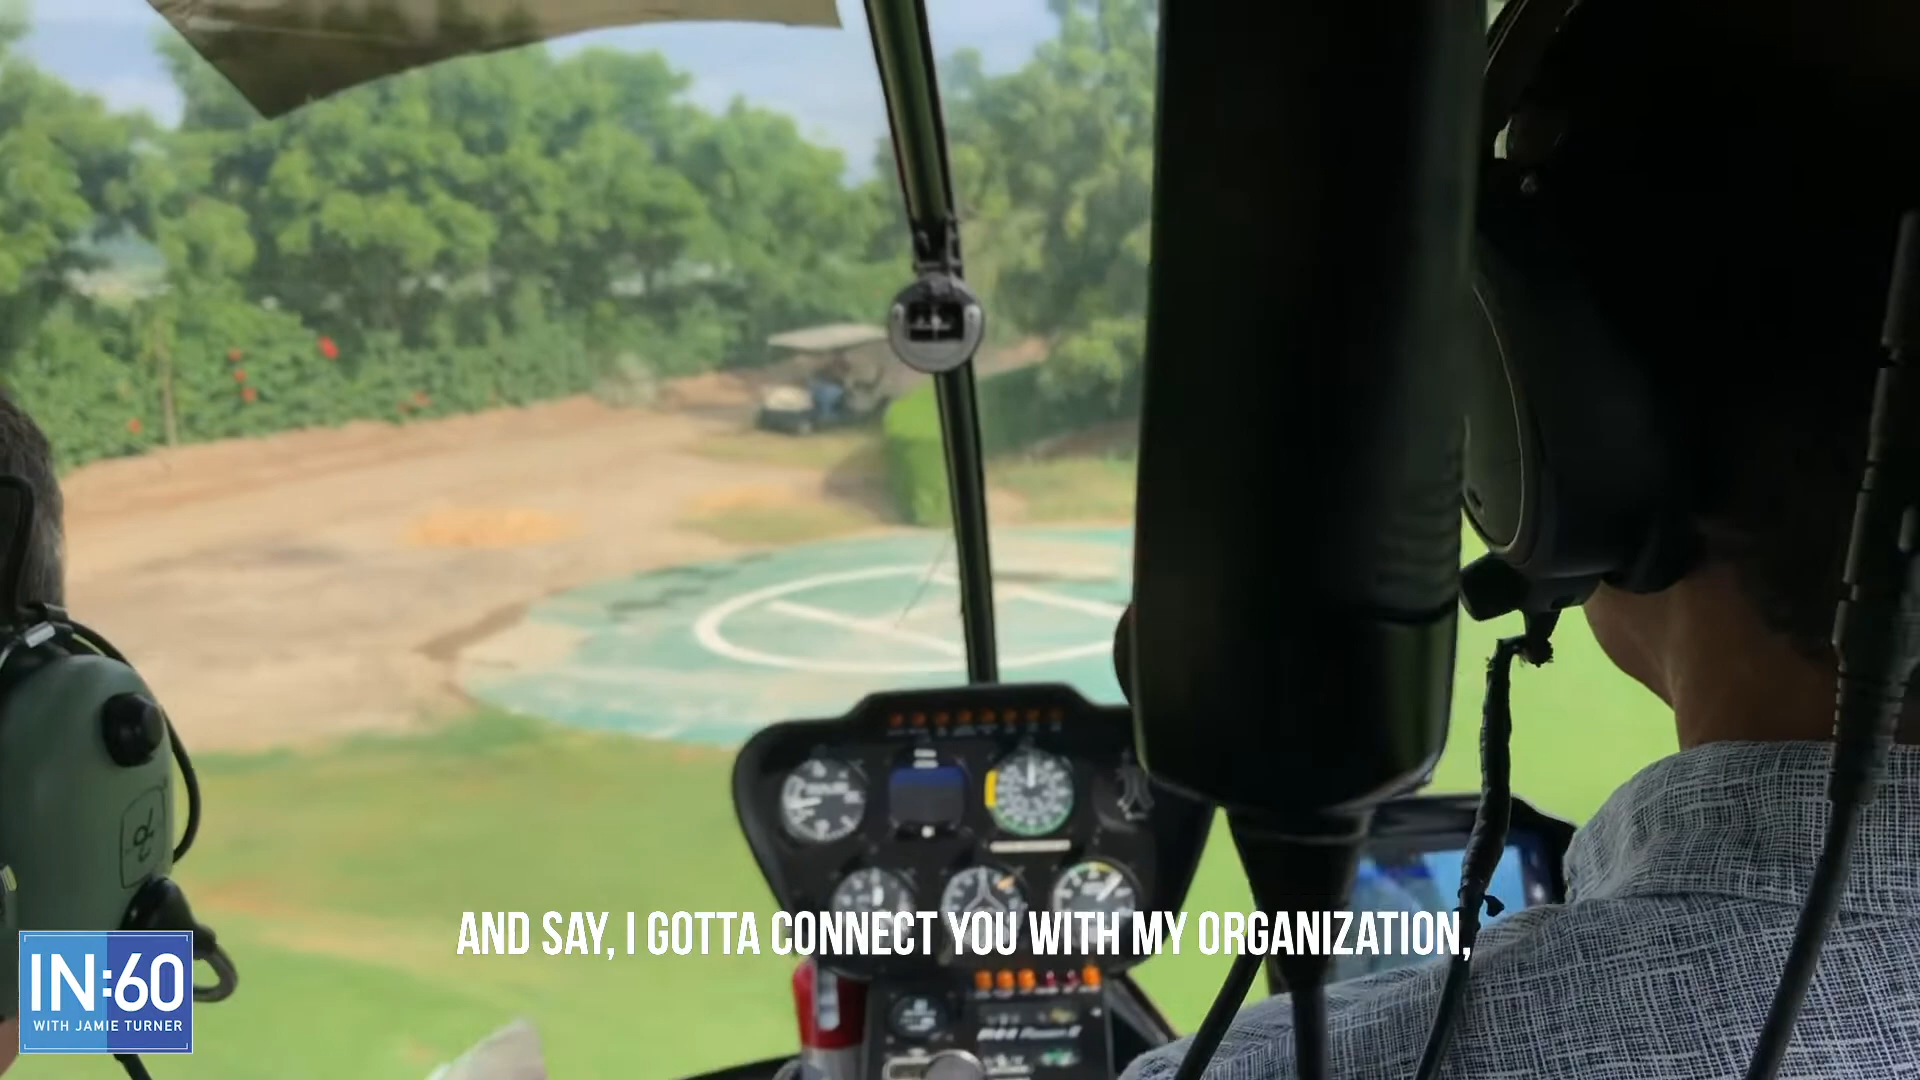 AND SAY, I GOTTA CONNECT YOU WITH MY ORGANIZATION,
IN:60
WITH JAMIE TURNER